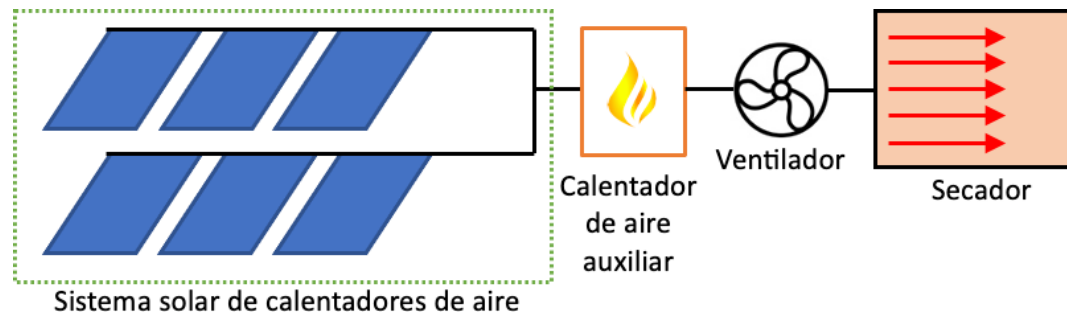 Sistema solar de calentadores de aire
Calentador
de aire
auxiliar
Ventilador
Secador